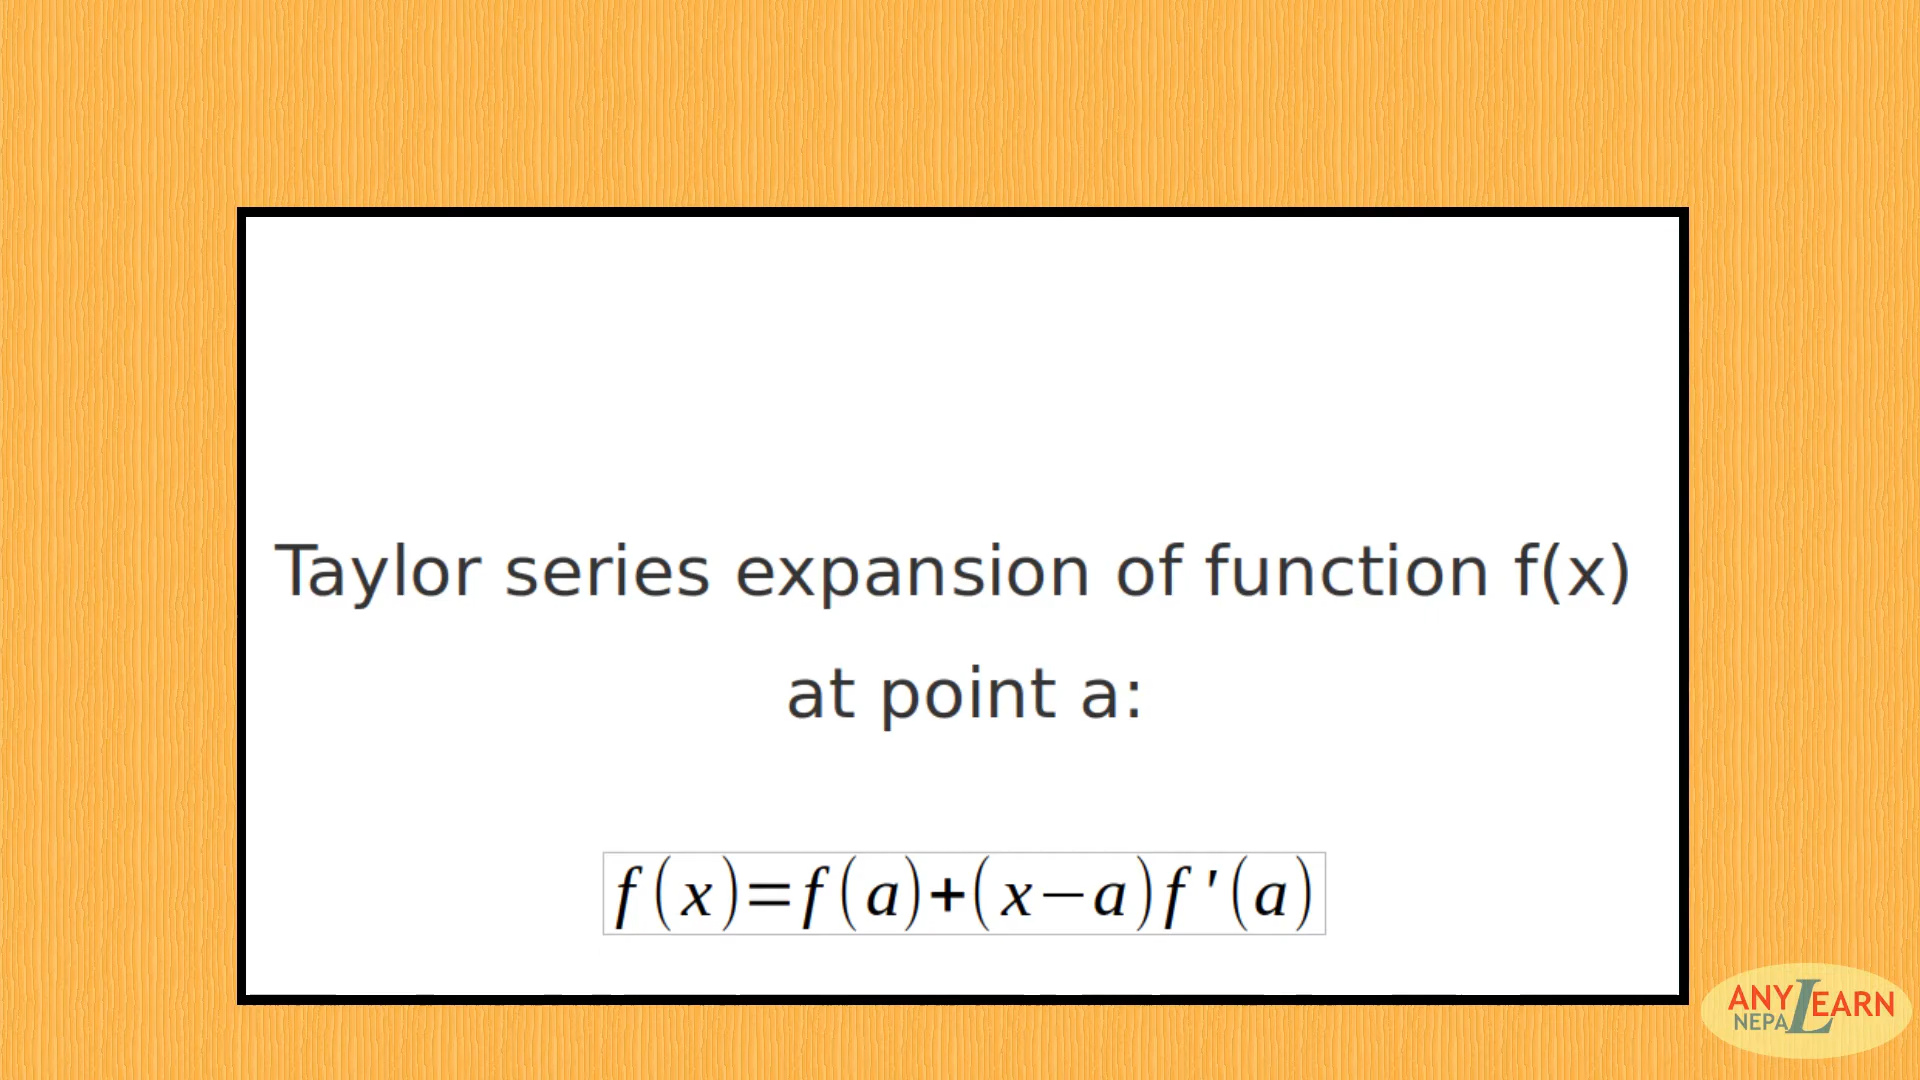 Taylor series expansion of function f(x)
at point a:
f(x)=f(a)+(x−a)f'(a)
ANY LEARN
NEPAL